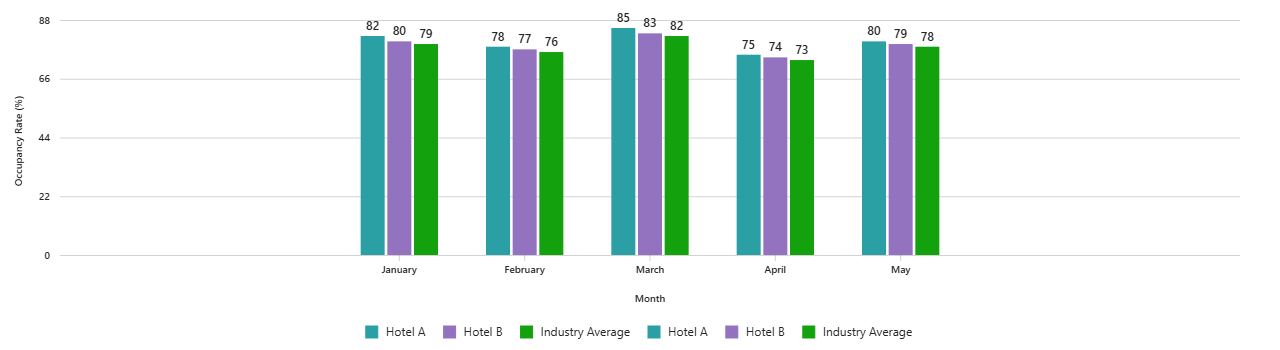 88
66
44
22
0
Occupancy Rate (%)
82 80 79
78 77 76
85 83 82
75 74 73
80 79 78
January February March April May
Month
Hotel A Hotel B Industry Average Hotel A Hotel B Industry Average